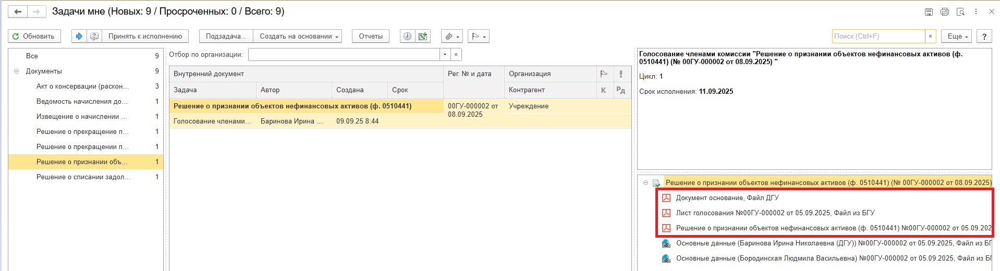 Задачи мне (Новых: 9 / Просроченных: 0 / Всего: 9)
Обновить
Принять к исполнению
Подзадача...
Создать на основании
Отчеты
Поиск (Ctrl+F)
×
Еще
?
Все 9
Документы 9
Акт о консервации (раскон... 3
Ведомость начисления до... 1
Извещение о начислении ... 1
Решение о прекращение п... 1
Решение о прекращении п... 1
Решение о признании объ... 1
Решение о списании задол... 1
Отбор по организации:
×
Внутренний документ Рег. № и дата Организация !
Задача Автор Создана Срок Контрагент К Рд
Решение о признании объектов нефинансовых активов (ф. 0510441) 00ГУ-000002 от Учреждение
08.09.2025
Голосование членами... Баринова Ирина ... 09.09.25 8:44
Голосование членами комиссии "Решение о признании объектов нефинансовых активов (ф.
0510441) (№ 00ГУ-000002 от 08.09.2025) "
Цикл: 1
Срок исполнения: 11.09.2025
Решение о признании объектов нефинансовых активов (ф. 0510441) (№ 00ГУ-000002 от 08.09.2025)
Документ основание, Файл ДГУ
Лист голосования №00ГУ-000002 от 05.09.2025, Файл из БГУ
Решение о признании объектов нефинансовых активов (ф. 0510441) №00ГУ-000002 от 05.09.202
Основные данные (Баринова Ирина Николаевна (ДГУ)) №00ГУ-000002 от 05.09.2025, Файл из БГ
Основные данные (Бородинская Людмила Васильевна) №00ГУ-000002 от 05.09.2025, Файл из БГ